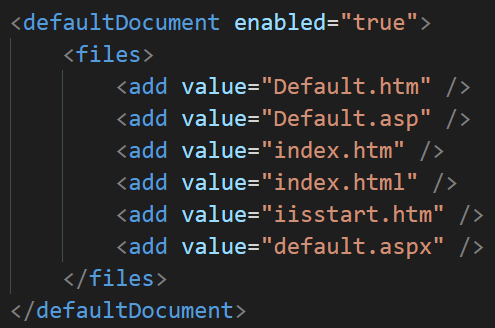 <defaultDocument enabled="true">
    <files>
        <add value="Default.htm" />
        <add value="Default.asp" />
        <add value="index.htm" />
        <add value="index.html" />
        <add value="iisstart.htm" />
        <add value="default.aspx" />
    </files>
</defaultDocument>